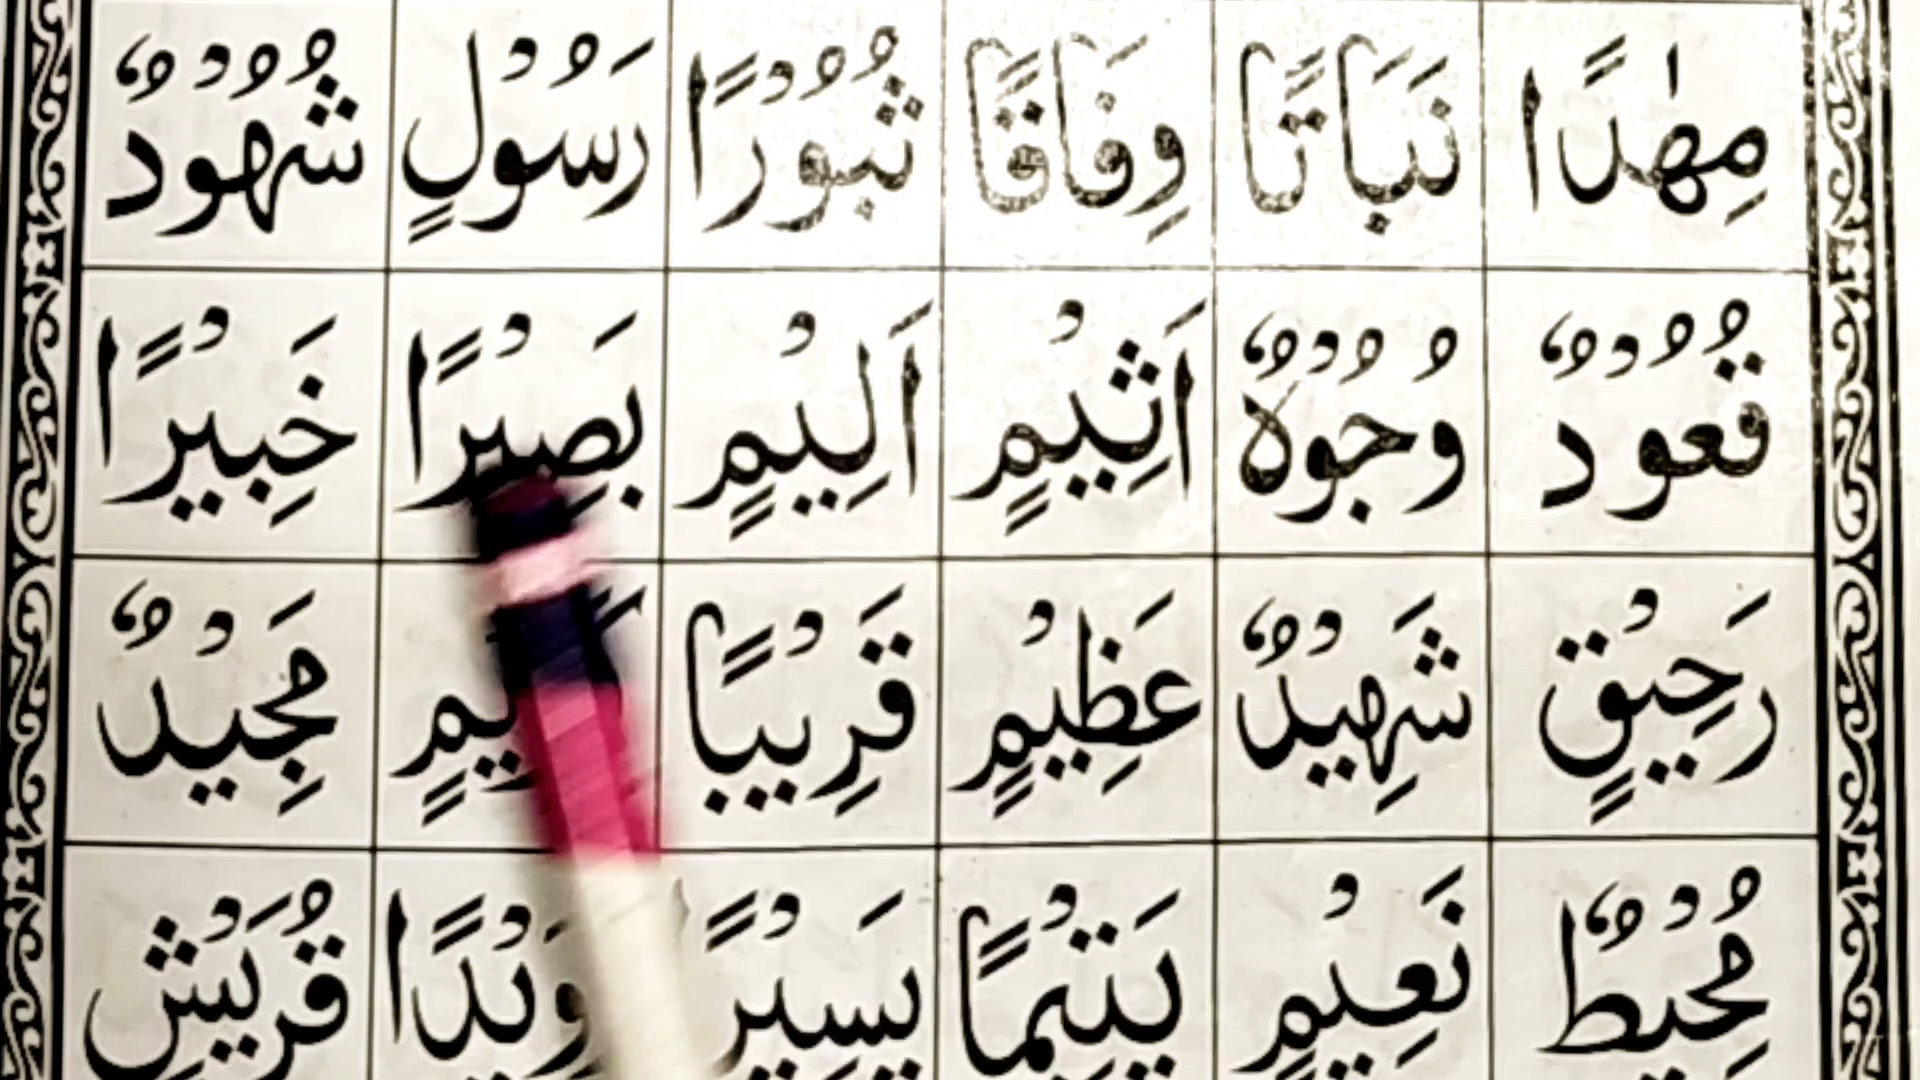 مِهٰدًا نَبَاتًا وِفَاقًا ثُبُوْرًا رَسُوْلٍ شُهُوْدٌ
قُعُوْدٌ وُجُوْهٌ اَثِيْمٍ اَلِيْمٍ بَصِيْرًا خَبِيْرًا
رَحِيْقٍ شَهِيْدٌ عَظِيْمٍ قَرِيْبًا مَجِيْدٌ
مُحِيْطٌ نَعِيْمٍ يَتِيْمًا قُرَيْشٍ